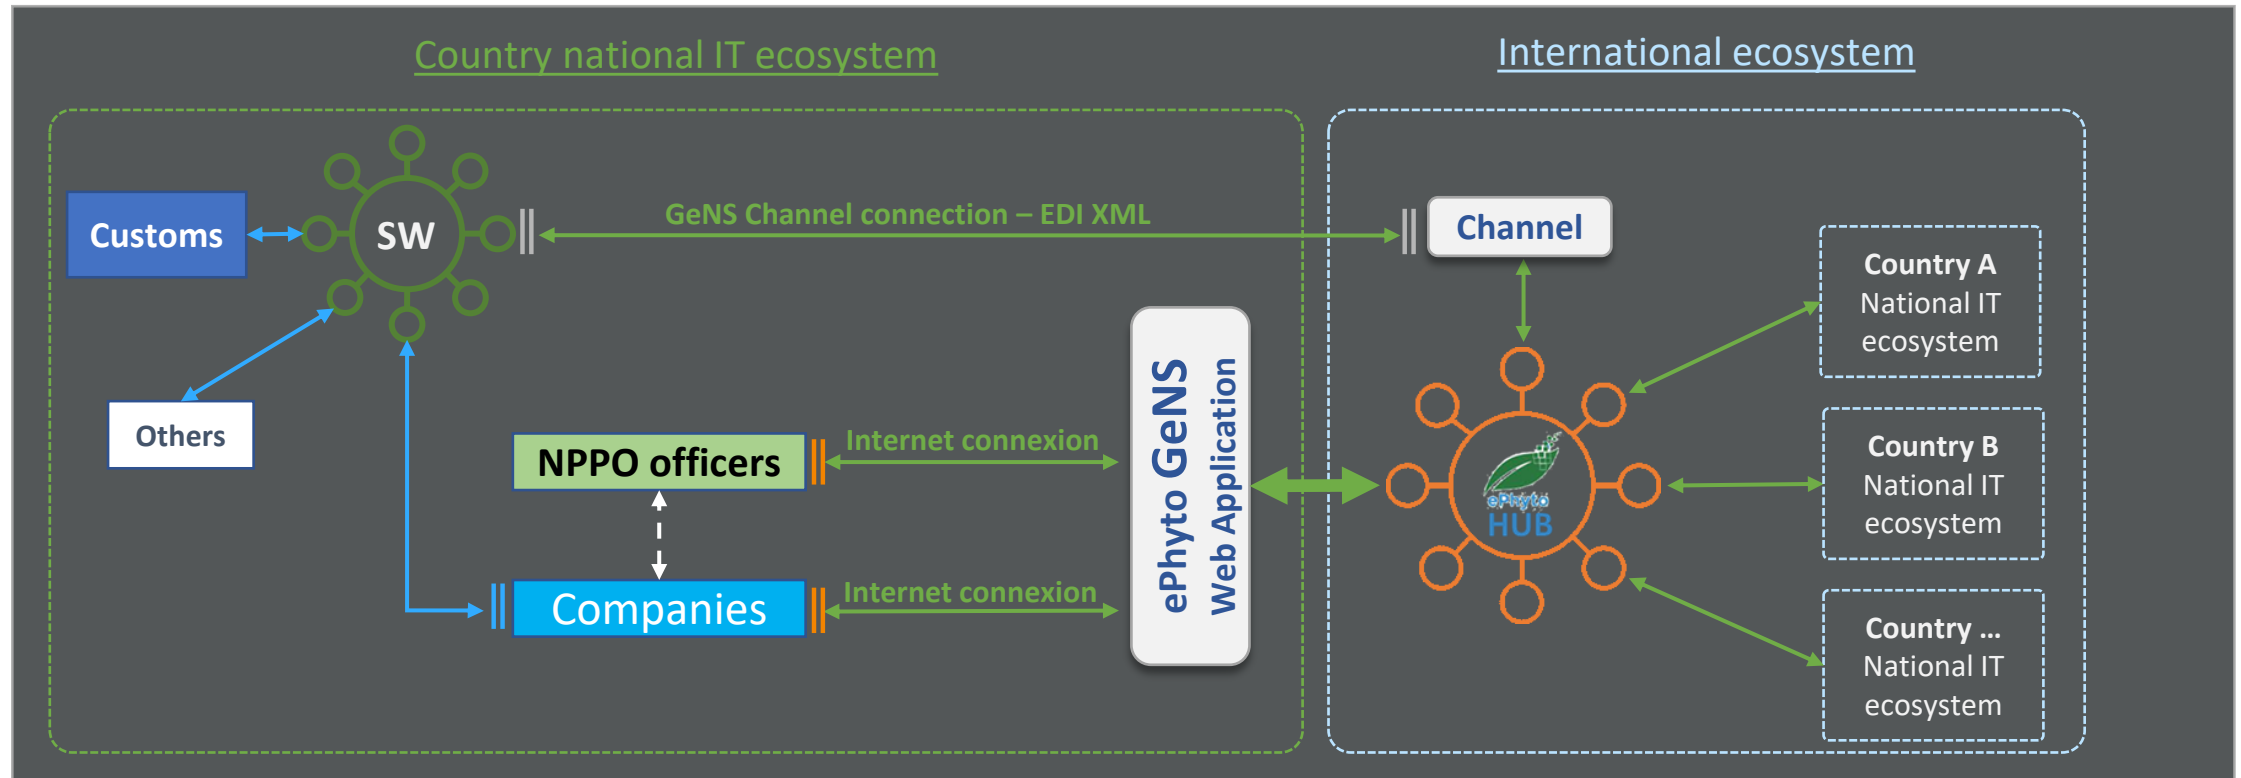 Country national IT ecosystem
International ecosystem
Customs
SW
GeNS Channel connection – EDI XML
Channel
Others
NPPO officers
Internet connexion
Companies
Internet connexion
ePhyto GeNS
Web Application
ePhyto
HUB
Country A
National IT
ecosystem
Country B
National IT
ecosystem
Country ...
National IT
ecosystem